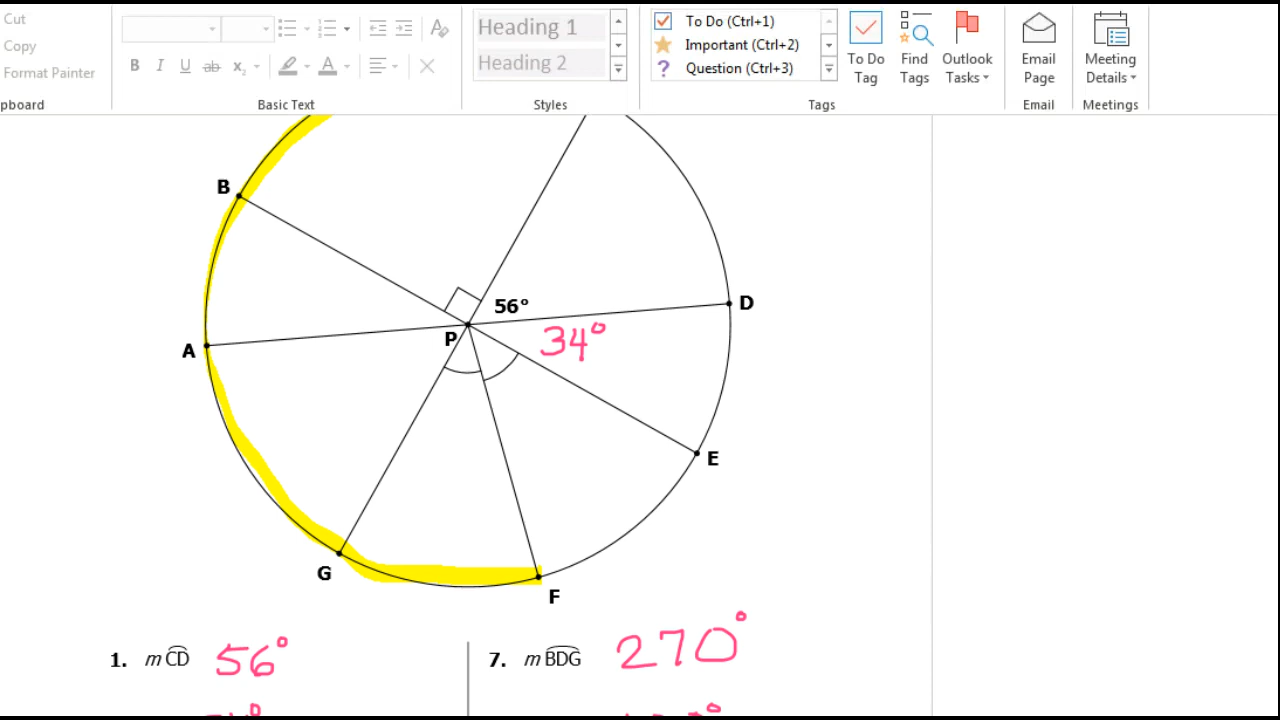 Cut
Copy
Format Painter
pboard
B I U ab x₂ A
Basic Text
Heading 1
Heading 2
Styles
To Do (Ctrl+1)
Important (Ctrl+2)
? Question (Ctrl+3)
To Do Tag
Find Tags
Outlook Tasks
Tags
Email Page
Email
Meeting Details
Meetings
B
56°
D
P
34°
A
E
G
F
1. m CD 56°
7. m BDG 270°